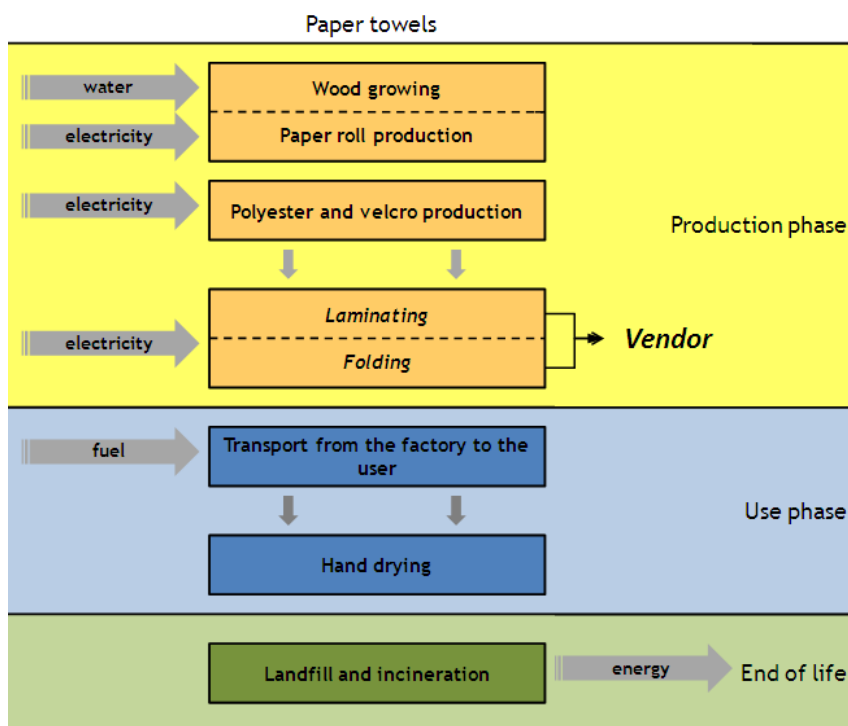 Paper towels
water
Wood growing
electricity
Paper roll production
electricity
Polyester and velcro production
Production phase
Laminating
electricity
Vendor
Folding
fuel
Transport from the factory to the
user
Use phase
Hand drying
Landfill and incineration
energy
End of life